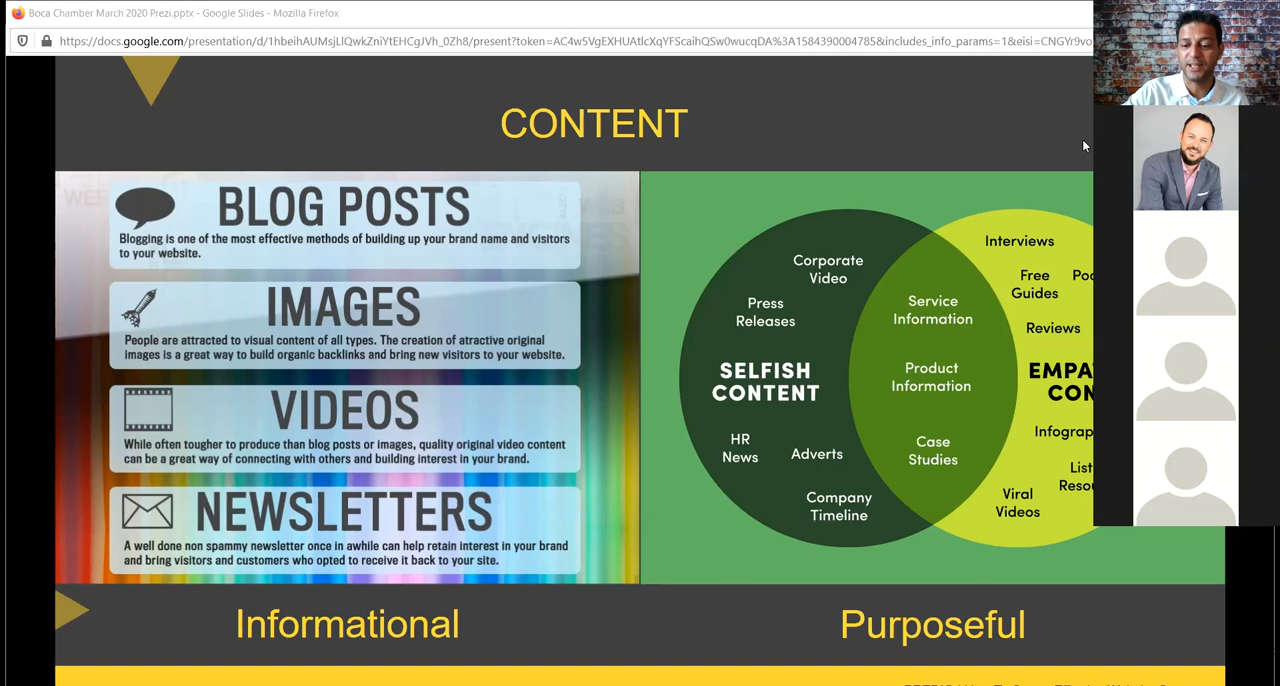 Boca Chamber March 2020 Prezi.pptx - Google Slides - Mozilla Firefox
https://docs.google.com/presentation/d/1hbeihAUMsjLlQwkZniYtEHCgJVh_0Zh8/present?token=AC4w5VgEXHUAtlcXqYFScaihQSw0wucqDA%3A1584390004785&includes_info_params=1&eisi=CNGYr9vo
CONTENT
BLOG POSTS
Blogging is one of the most effective methods of building up your brand name and visitors
to your website.
IMAGES
People are attracted to visual content of all types. The creation of atractive original
images is a great way to build organic backlinks and bring new visitors to your website.
VIDEOS
While often tougher to produce than blog posts or images, quality original video content
can be a great way of connecting with others and building interest in your brand.
NEWSLETTERS
A well done non spammy newsletter once in awhile can help retain interest in your brand
and bring visitors and customers who opted to receive it back to your site.
Informational
Corporate
Video
Press
Releases
SELFISH
CONTENT
HR
News
Adverts
Company
Timeline
Service
Information
Product
Information
Case
Studies
Interviews
Free
Guides
Reviews
EMPA
CON
Infograp
List
Resou
Viral
Videos
Purposeful